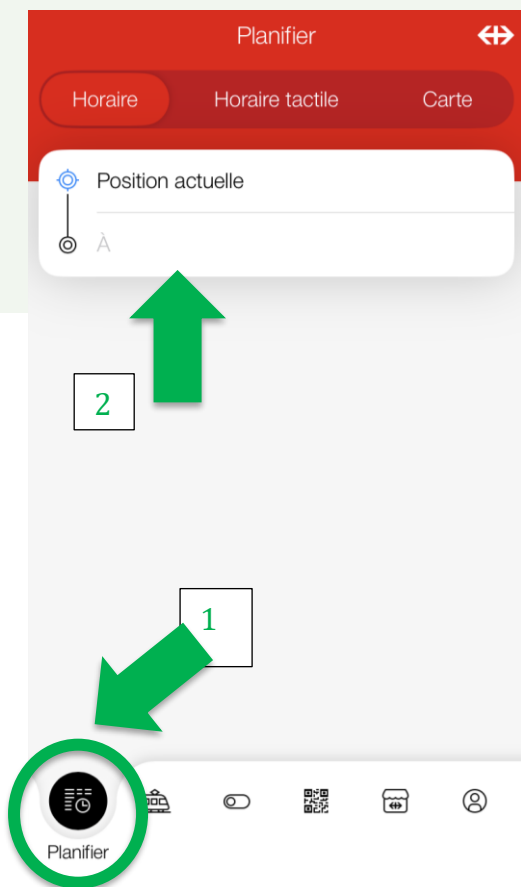 Planifier
Horaire Horaire tactile Carte
Position actuelle
À
2
1
Planifier